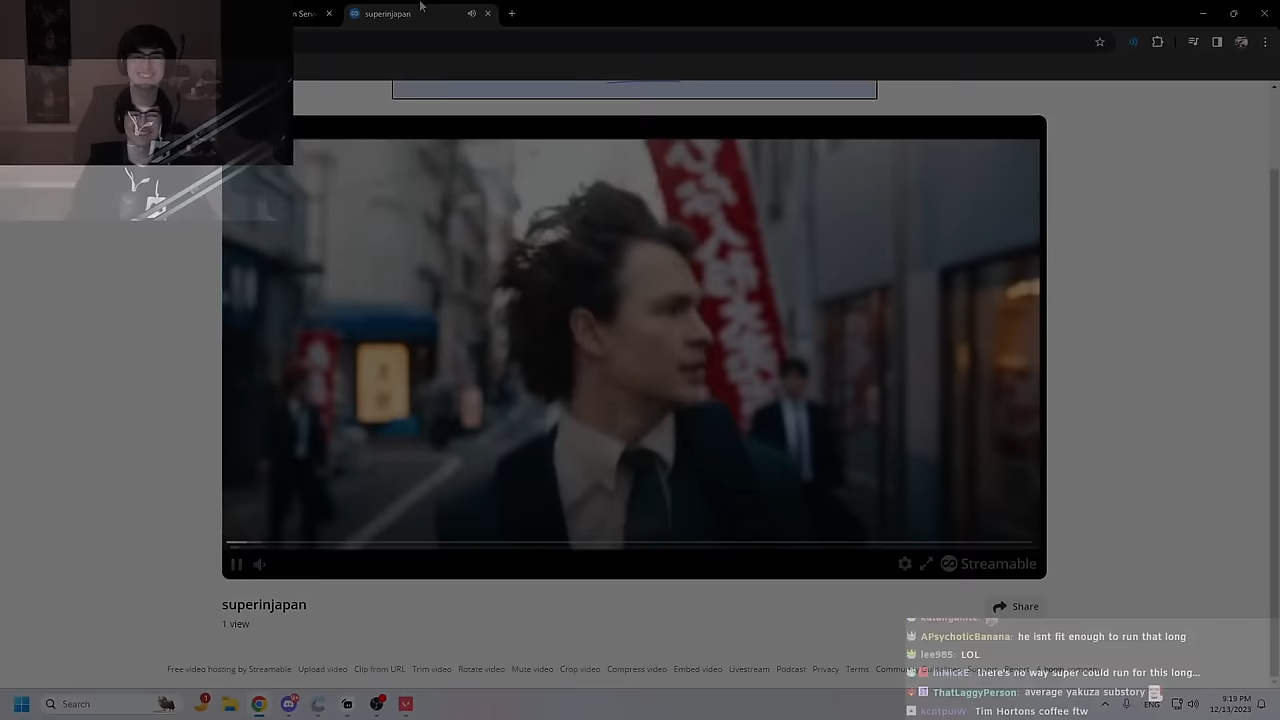 n Serv
superinjapan
Streamable
superinjapan
1 view
Share
Free video hosting by Streamable Upload video Clip from URL Trim video Rotate video Mute video Crop video Compress video Embed video Livestream Podcast Privacy Terms
APsychoticBanana: he isnt fit enough to run that long
lee985: LOL
hiNickE: there's no way super could run for this long...
ThatLaggyPerson: average yakuza substory
Tim Hortons coffee ftw
Search
1
ENG
9:19 PM
12/13/2023